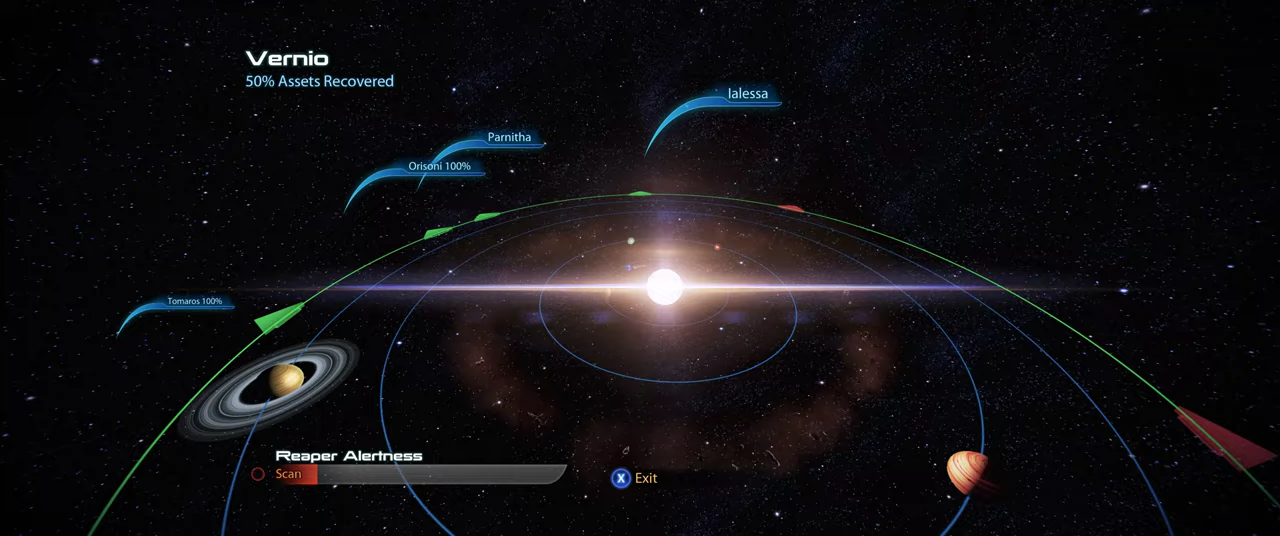 Vernio
50% Assets Recovered
Ialessa
Parnitha
Orisoni 100%
Tomaros 100%
Reaper Alertness
Scan
X Exit